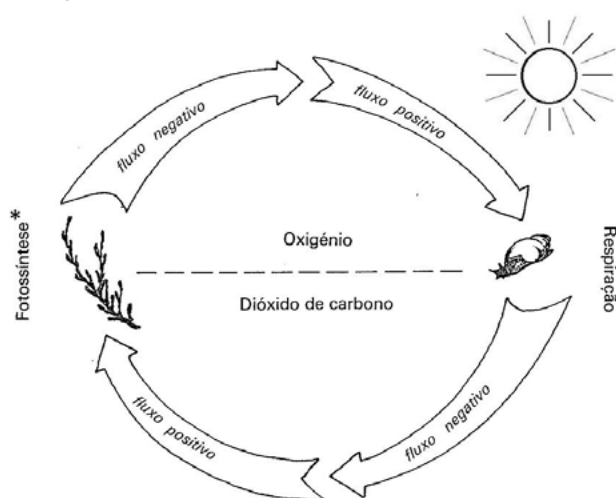 fluxo negativo
fluxo positivo
Fotossíntese*
Oxigénio
Respiração
Dióxido de carbono
fluxo positivo
fluxo negativo